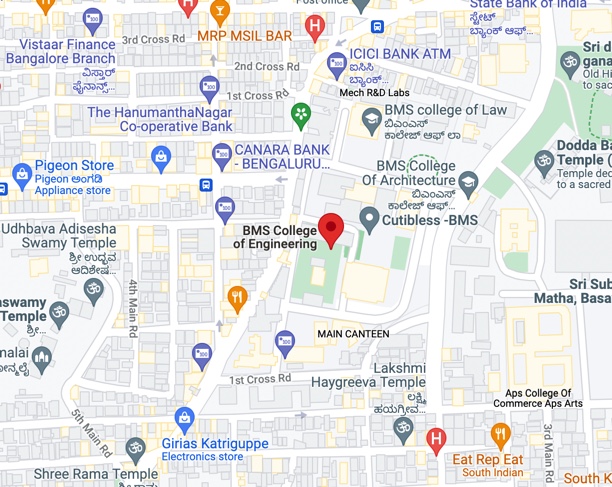 Post office
State Bank of India
ಸ್ಟೇಟ್
ಬ್ಯಾಂಕ್ ಆಫ್...
3rd Cross Rd
MRP MSIL BAR
Vistaar Finance
Bangalore Branch
ವಿಸ್ತಾರ್
ಫೈನಾನ್ಸ್...
2nd Cross Rd
ICICI BANK ATM
ಐಸಿಸಿ
ಬ್ಯಾಂಕ್...
Sri d
gana
Old Hi
to sac
1st Cross Rd
Mech R&D Labs
The HanumanthaNagar
Co-operative Bank
BMS college of Law
ಬಿಎಂಎಸ್
ಕಾಲೇಜ್ ಆಫ್ ಲಾ
CANARA BANK
- BENGALURU...
Dodda Ba
Temple (
Temple dec
to a sacred
Pigeon Store
Pigeon ಅಂಗಡಿ
Appliance store
BMS College
Of Architecture
ಬಿಎಂಎಸ್
ಕಾಲೇಜ್ ಆಫ್...
Cutibless -BMS
BMS College
of Engineering
Udhbava Adisesha
Swamy Temple
ಶ್ರೀ ಉದ್ಭವ
ಆದಿಶೇಷ...
4th Main Rd
Sri Sub
Matha, Basa
aswamy
Temple
ಶ್ರೀ...
MAIN CANTEEN
malai
1st Cross Rd
Lakshmi
Haygreeva Temple
ಲಕ್ಷ್ಮಿ
ಹಯಗ್ರೀವ...
Aps College Of
Commerce Aps Arts
5th Main Rd
Girias Katriguppe
Electronics store
Eat Rep Eat
South Indian
3rd Main Rd
Shree Rama Temple
South K